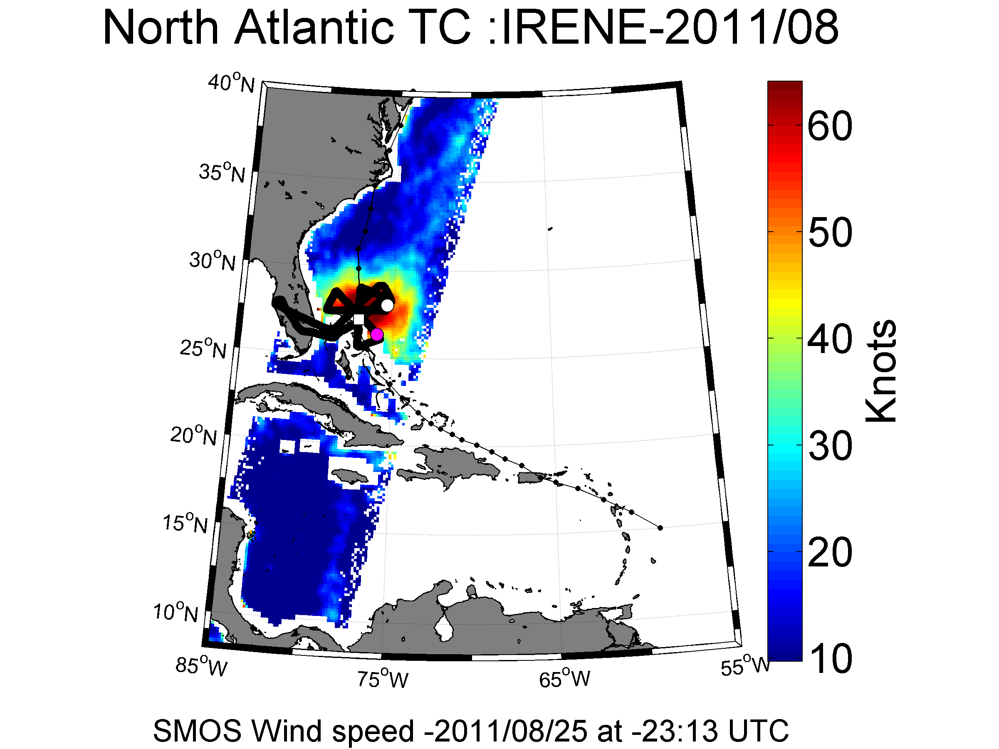 North Atlantic TC :IRENE-2011/08
40°N
35°N
30°N
25°N
20°N
15°N
10°N
85°W
75°W
65°W
55°W
60
50
40
30
20
10
Knots
SMOS Wind speed -2011/08/25 at -23:13 UTC